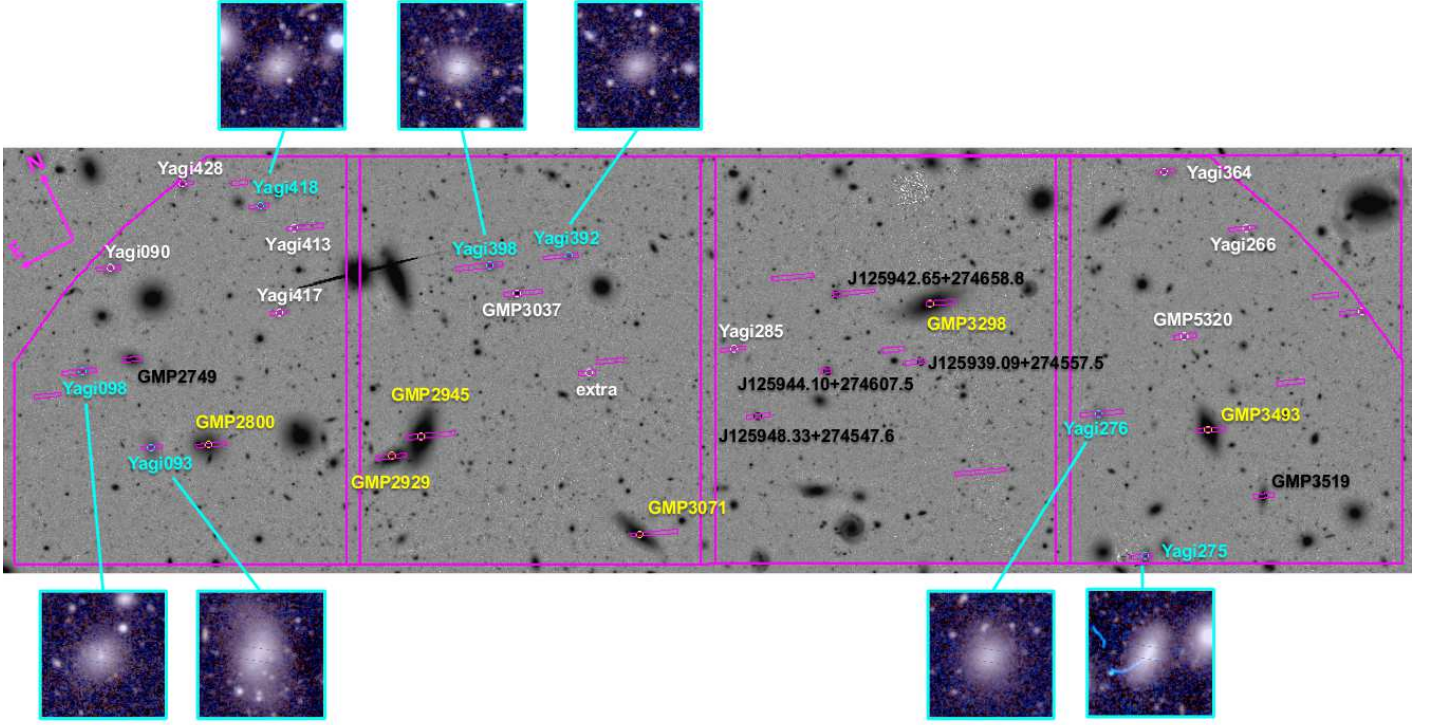 Yagi428
Yagi418
Yagi364
N
E
Yagi413
Yagi398
Yagi392
Yagi266
Yagi090
J125942.65+274658.8
Yagi417
GMP3037
GMP3298
GMP5320
Yagi285
GMP2749
J125939.09+274557.5
Yagi098
extra
J125944.10+274607.5
GMP2945
GMP2800
GMP3493
J125948.33+274547.6
Yagi276
Yagi093
GMP2929
GMP3519
GMP3071
Yagi275